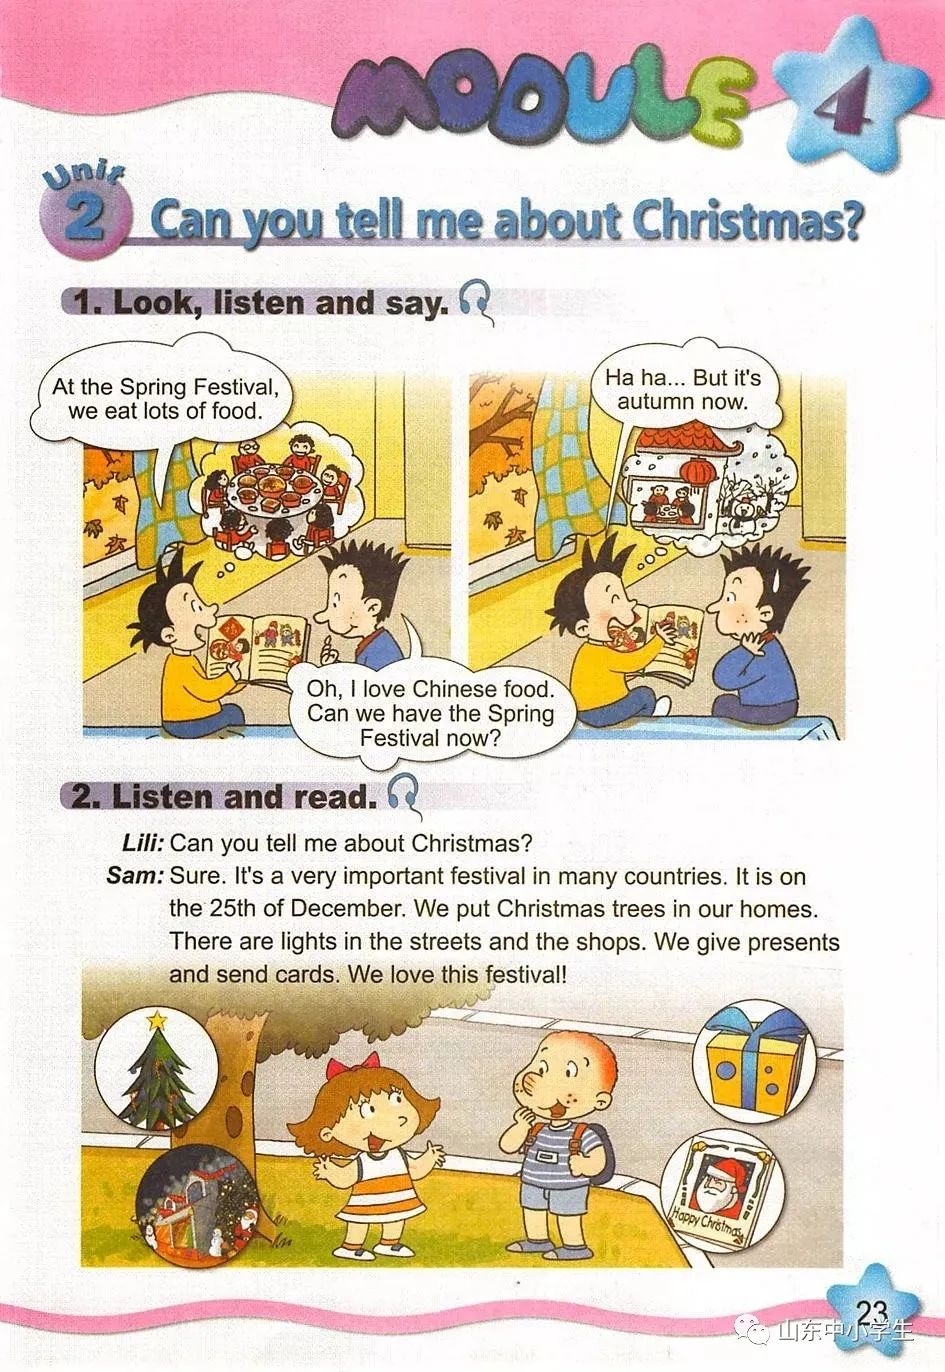 MODULE 4
Unit 2 Can you tell me about Christmas?
1. Look, listen and say.
At the Spring Festival,
we eat lots of food.
Oh, I love Chinese food.
Can we have the Spring
Festival now?
Ha ha... But it's
autumn now.
福
2. Listen and read.
Lili: Can you tell me about Christmas?
Sam: Sure. It's a very important festival in many countries. It is on
the 25th of December. We put Christmas trees in our homes.
There are lights in the streets and the shops. We give presents
and send cards. We love this festival!
Happy Christmas
23
山东中小学生